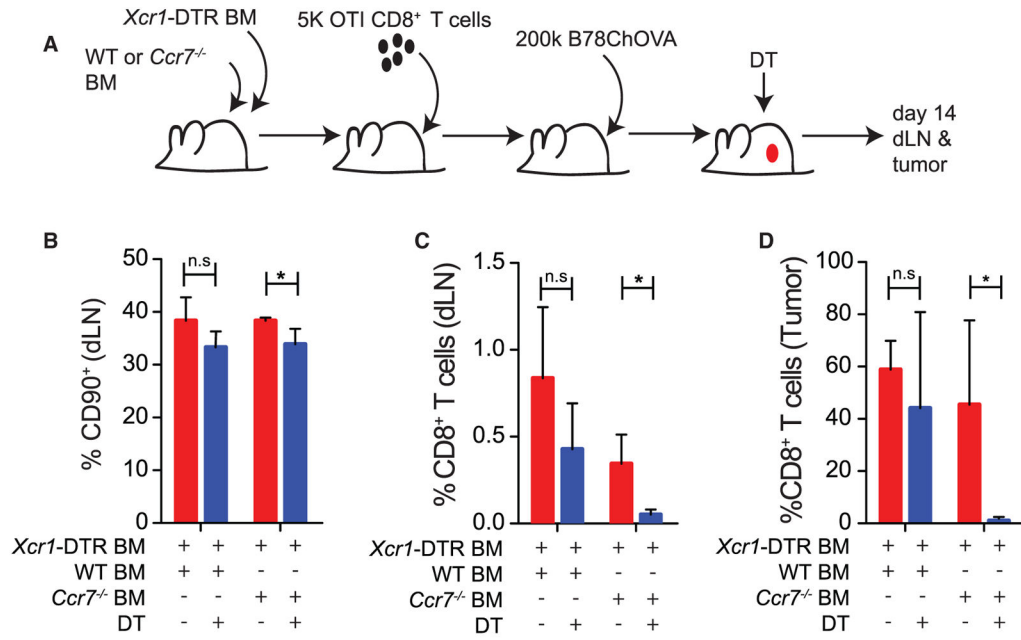 A
Xcr1-DTR BM
WT or Ccr7-/-
BM
5K OTI CD8+ T cells
200k B78ChOVA
DT
day 14
dLN &
tumor
B
% CD90+ (dLN)
50
40
30
20
10
0
n.s
*
Xcr1-DTR BM + + + +
WT BM + + - -
Ccr7-/- BM - - + +
DT - + - +
C
%CD8+ T cells (dLN)
1.5
1.0
0.5
0.0
n.s
*
Xcr1-DTR BM + + + +
WT BM + + - -
Ccr7-/- BM - - + +
DT - + - +
D
%CD8+ T cells (Tumor)
100
80
60
40
20
0
n.s
*
Xcr1-DTR BM + + + +
WT BM + + - -
Ccr7-/- BM - - + +
DT - + - +